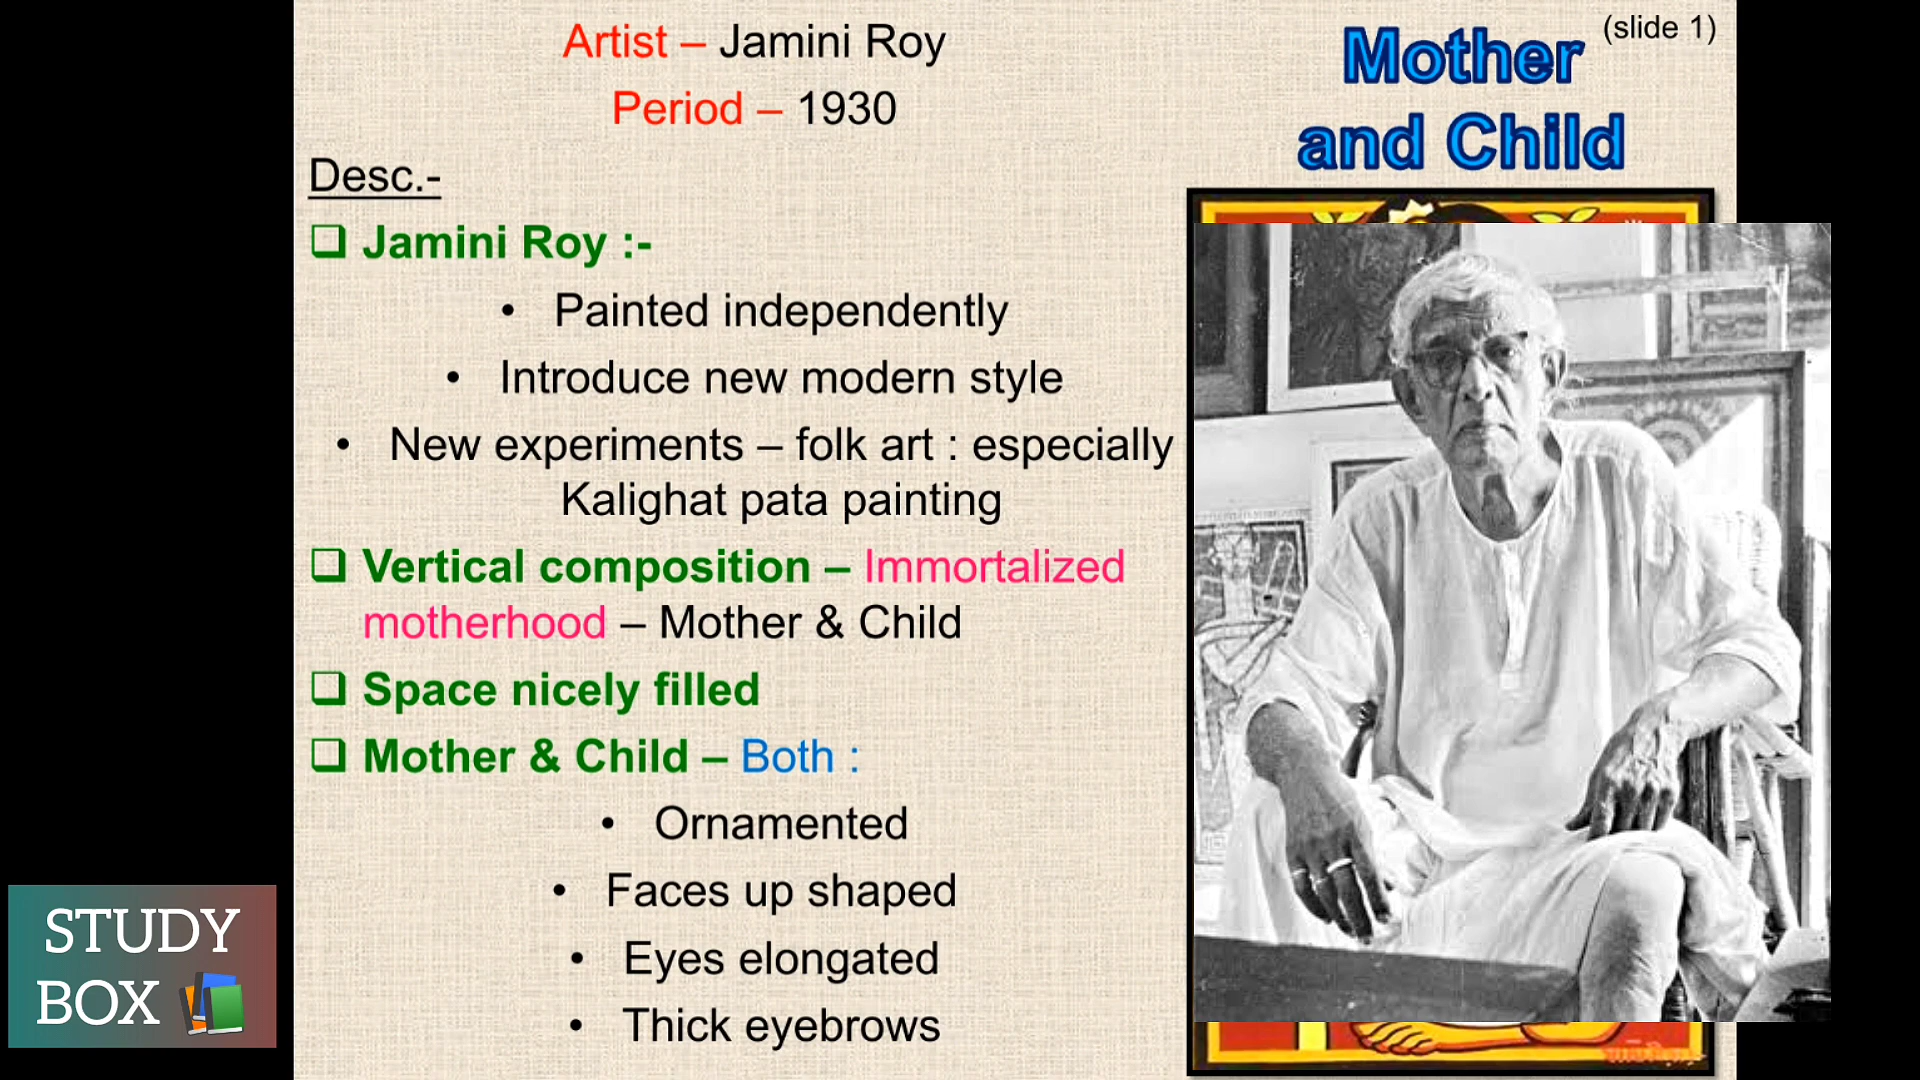 Artist – Jamini Roy
Period – 1930
Desc.-
❑ Jamini Roy :-
• Painted independently
• Introduce new modern style
• New experiments – folk art : especially
Kalighat pata painting
❑ Vertical composition – Immortalized
motherhood – Mother & Child
❑ Space nicely filled
❑ Mother & Child – Both :
• Ornamented
• Faces up shaped
• Eyes elongated
• Thick eyebrows
(slide 1)
Mother
and Child
STUDY
BOX